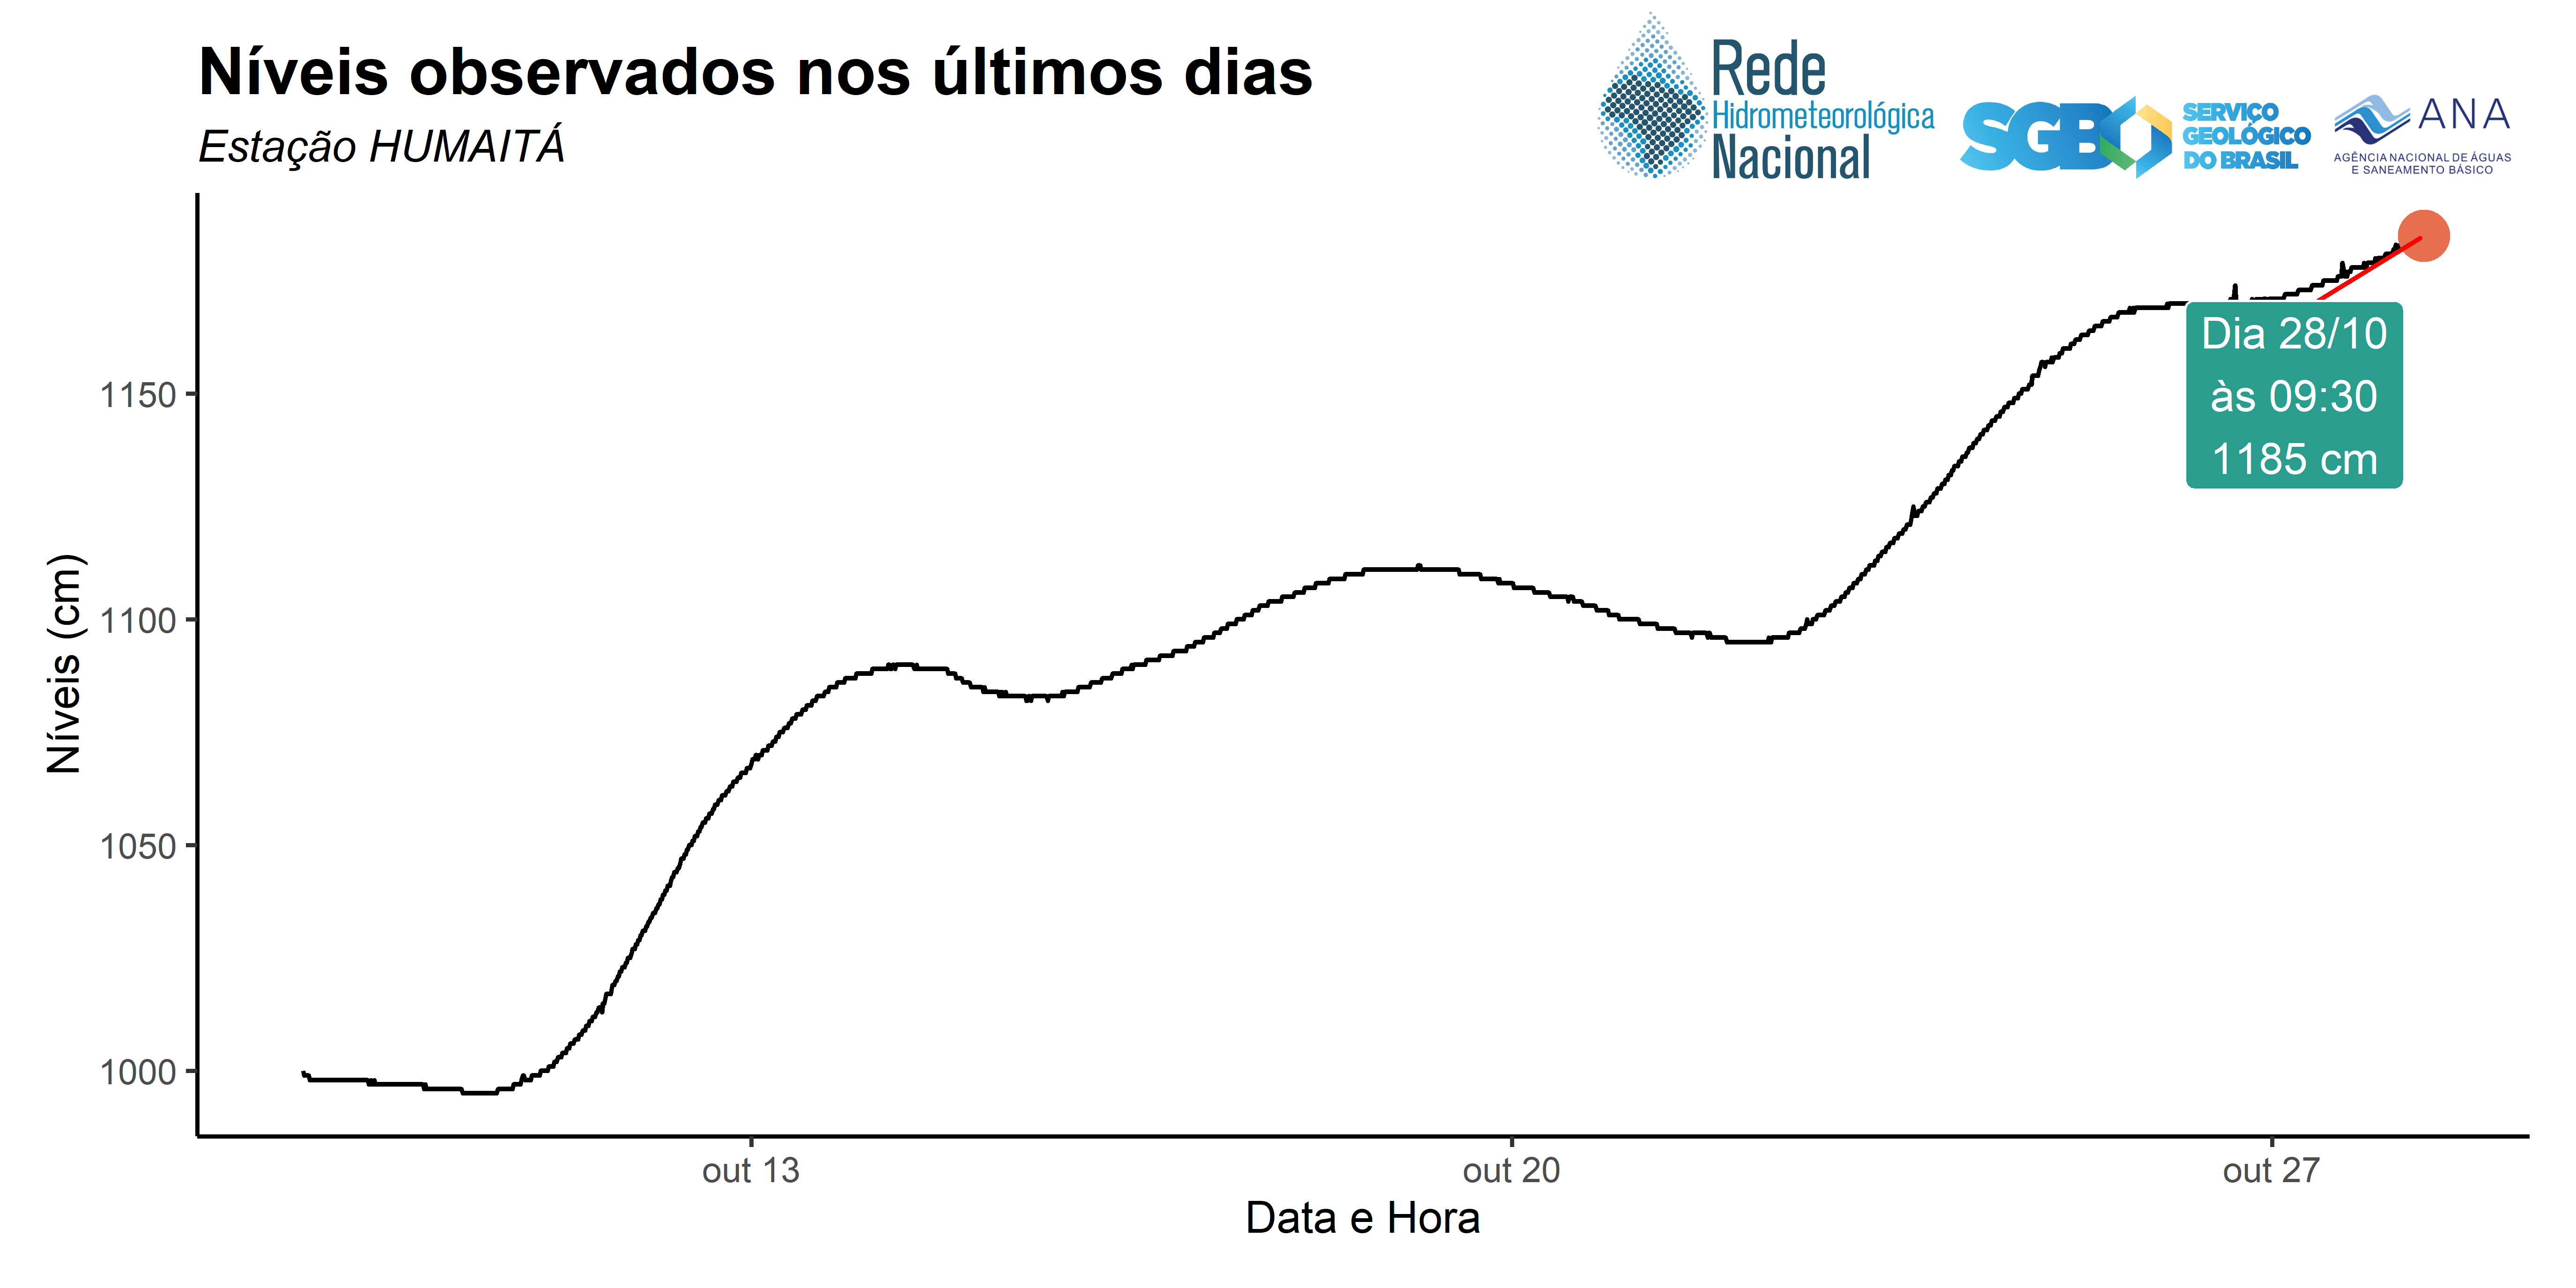 Níveis observados nos últimos dias
Estação HUMAITÁ
Rede
Hidrometeorológica
Nacional
SGB
SERVIÇO
GEOLÓGICO
DO BRASIL
ANA
AGÊNCIA NACIONAL DE ÁGUAS
E SANEAMENTO BÁSICO
Níveis (cm)
1150
1100
1050
1000
Dia 28/10
às 09:30
1185 cm
out 13
out 20
out 27
Data e Hora